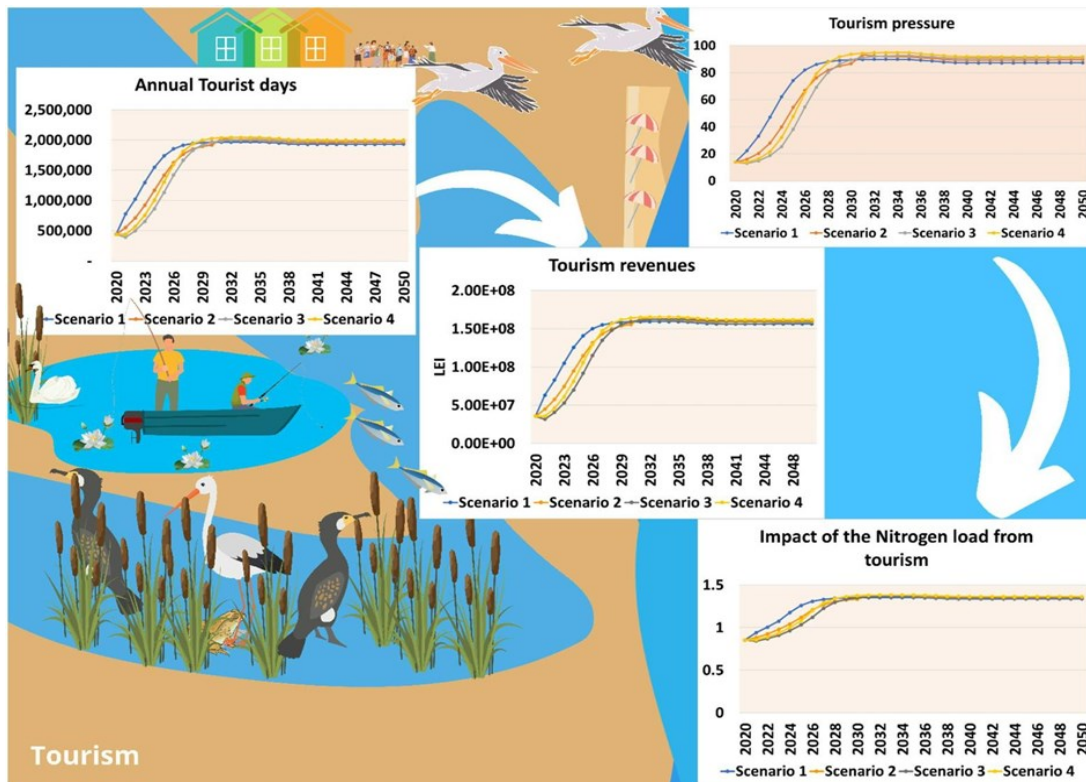 Annual Tourist days
2,500,000
2,000,000
1,500,000
1,000,000
500,000
-
2020
2023
2026
2029
2032
2035
2038
2041
2044
2047
2050
Scenario 1
Scenario 2
Scenario 3
Scenario 4
Tourism pressure
100
80
60
40
20
0
2020
2022
2024
2026
2028
2030
2032
2034
2036
2038
2040
2042
2044
2046
2048
2050
Scenario 1
Scenario 2
Scenario 3
Scenario 4
Tourism revenues
LEI
2.00E+08
1.50E+08
1.00E+08
5.00E+07
0.00E+00
2020
2023
2026
2029
2032
2035
2038
2041
2044
2048
Scenario 1
Scenario 2
Scenario 3
Scenario 4
Impact of the Nitrogen load from
tourism
1.5
1
0.5
0
2020
2022
2024
2026
2028
2030
2032
2034
2036
2038
2040
2042
2044
2046
2048
2050
Scenario 1
Scenario 2
Scenario 3
Scenario 4
Tourism